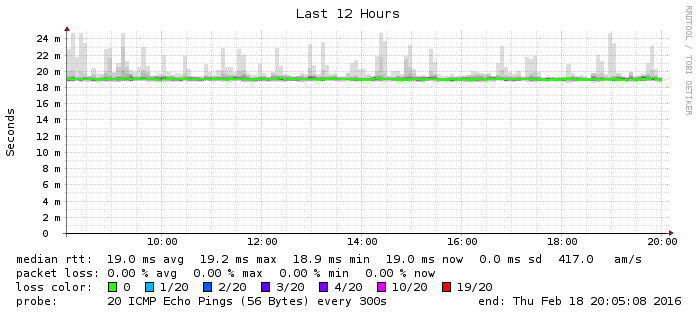 Last 12 Hours
RRDTOOL / TOBI OETIKER
Seconds
24 m
22 m
20 m
18 m
16 m
14 m
12 m
10 m
8 m
6 m
4 m
2 m
0
10:00 12:00 14:00 16:00 18:00 20:00
median rtt: 19.0 ms avg 19.2 ms max 18.9 ms min 19.0 ms now 0.0 ms sd 417.0 am/s
packet loss: 0.00 % avg 0.00 % max 0.00 % min 0.00 % now
loss color: 0 1/20 2/20 3/20 4/20 10/20 19/20
probe: 20 ICMP Echo Pings (56 Bytes) every 300s end: Thu Feb 18 20:05:08 2016